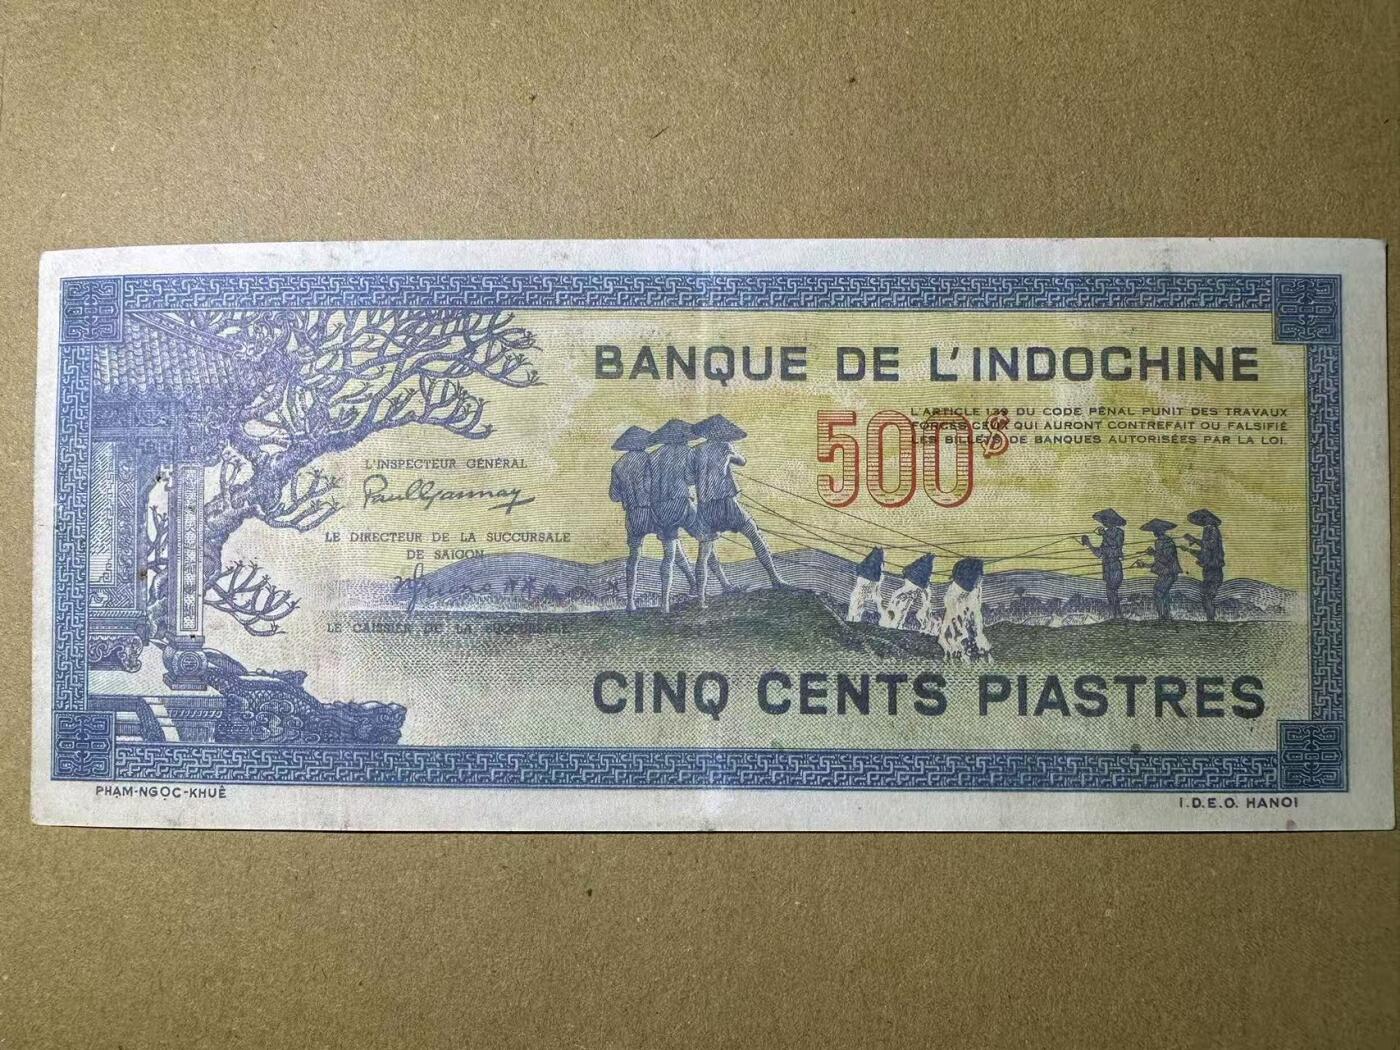 BANQUE DE L'INDOCHINE
500$
L'ARTICLE 139 DU CODE PÉNAL PUNIT DES TRAVAUX
FORCÉS CEUX QUI AURONT CONTREFAIT OU FALSIFIÉ
LES BILLETS DE BANQUES AUTORISÉES PAR LA LOI.
L'INSPECTEUR GÉNÉRAL
LE DIRECTEUR DE LA SUCCURSALE
DE SAIGON
LE CAISSIER DE LA SUCCURSALE
CINQ CENTS PIASTRES
PHẠM-NGỌC-KHUÊ
I.D.E.O. HANOI